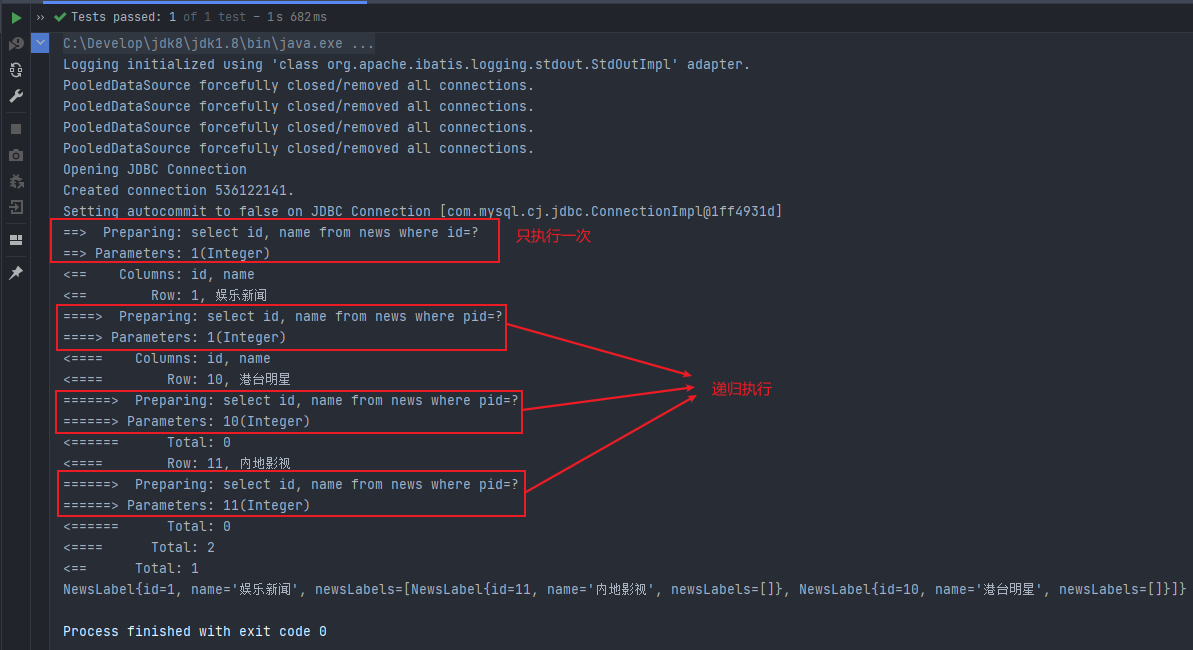 ›› ✔ Tests passed: 1 of 1 test – 1 s 682 ms
C:\Develop\jdk8\jdk1.8\bin\java.exe ...
Logging initialized using 'class org.apache.ibatis.logging.stdout.StdOutImpl' adapter.
PooledDataSource forcefully closed/removed all connections.
PooledDataSource forcefully closed/removed all connections.
PooledDataSource forcefully closed/removed all connections.
PooledDataSource forcefully closed/removed all connections.
Opening JDBC Connection
Created connection 536122141.
Setting autocommit to false on JDBC Connection [com.mysql.cj.jdbc.ConnectionImpl@1ff4931d]
==>  Preparing: select id, name from news where id=?
只执行一次
==> Parameters: 1(Integer)
<==    Columns: id, name
<==        Row: 1, 娱乐新闻
====>  Preparing: select id, name from news where pid=?
====> Parameters: 1(Integer)
<====    Columns: id, name
<====        Row: 10, 港台明星
递归执行
======>  Preparing: select id, name from news where pid=?
======> Parameters: 10(Integer)
<======      Total: 0
<====        Row: 11, 内地影视
======>  Preparing: select id, name from news where pid=?
======> Parameters: 11(Integer)
<======      Total: 0
<====      Total: 2
<==      Total: 1
NewsLabel{id=1, name='娱乐新闻', newsLabels=[NewsLabel{id=11, name='内地影视', newsLabels=[]}, NewsLabel{id=10, name='港台明星', newsLabels=[]}]}
Process finished with exit code 0